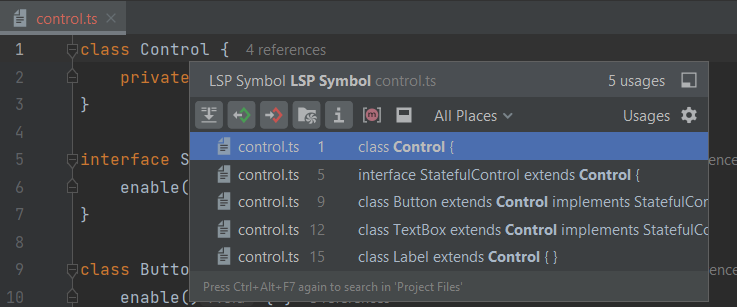 control.ts
1 class Control { 4 references
2 private
3 }
5 interface S
6 enable(
7 }
9 class Butto
10 enable(
LSP Symbol LSP Symbol control.ts 5 usages
All Places Usages
control.ts 1 class Control {
control.ts 5 interface StatefulControl extends Control {
control.ts 9 class Button extends Control implements StatefulCon
control.ts 12 class TextBox extends Control implements StatefulCo
control.ts 15 class Label extends Control { }
Press Ctrl+Alt+F7 again to search in 'Project Files'